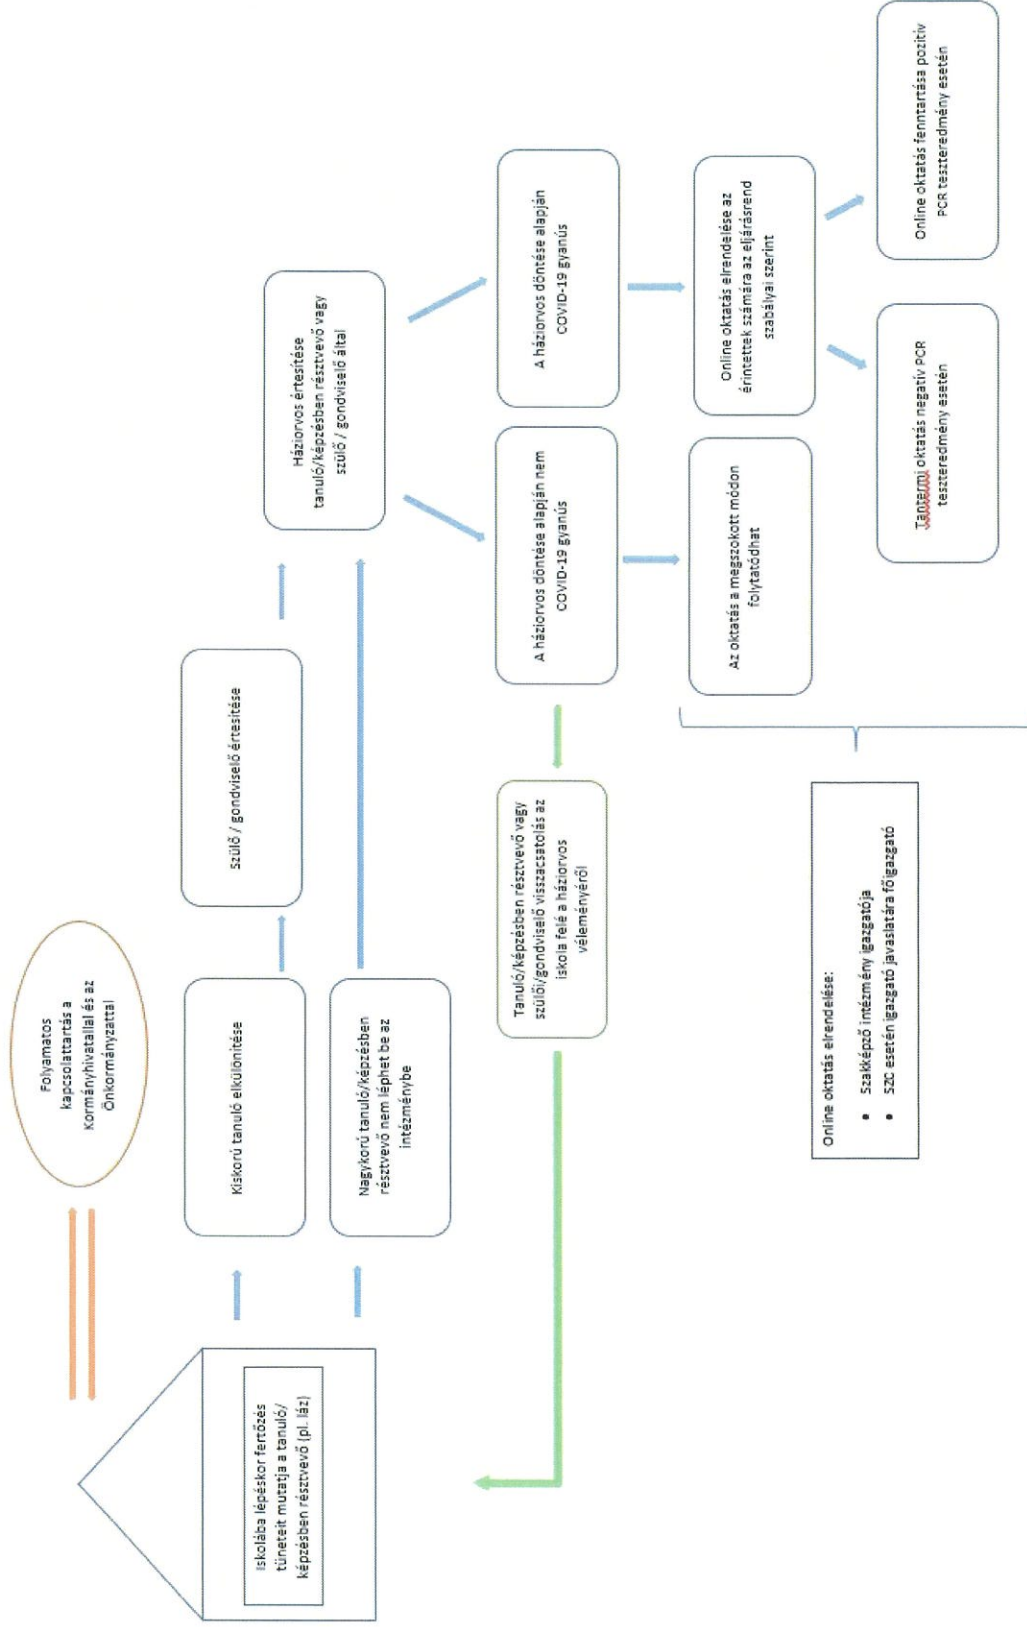 Folyamatos
kapcsolattartás a
Kormányhivatallal és az
Önkormányzattal
Iskolába lépéskor fertőzés
tüneteit mutatja a tanuló/
képzésben résztvevő (pl. láz)
Kiskorú tanuló elkülönítése
Szülő / gondviselő értesítése
Nagykorú tanuló/képzésben
résztvevő nem léphet be az
intézménybe
Háziorvos értesítése
tanuló/képzésben résztvevő vagy
szülő / gondviselő által
Tanuló/képzésben résztvevő vagy
szülői/gondviselő visszacsatolás az
iskola felé a háziorvos
véleményéről
A háziorvos döntése alapján nem
COVID-19 gyanús
A háziorvos döntése alapján
COVID-19 gyanús
Az oktatás a megszokott módon
folytatódhat
Online oktatás elrendelése az
érintettek számára az eljárásrend
szabályai szerint
Tantermi oktatás negatív PCR
teszteredmény esetén
Online oktatás fenntartása pozitív
PCR teszteredmény esetén
Online oktatás elrendelése:
• Szakképző intézmény igazgatója
• SZC esetén igazgató javaslatára főigazgató